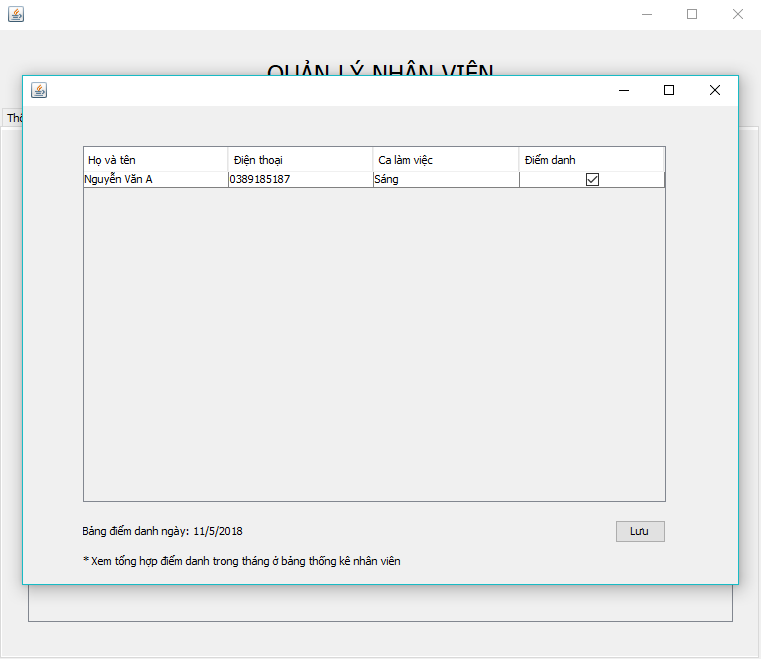 QUẢN LÝ NHÂN VIÊN
Họ và tên Điện thoại Ca làm việc Điểm danh
Nguyễn Văn A 0389185187 Sáng
Bảng điểm danh ngày: 11/5/2018 Lưu
* Xem tổng hợp điểm danh trong tháng ở bảng thống kê nhân viên